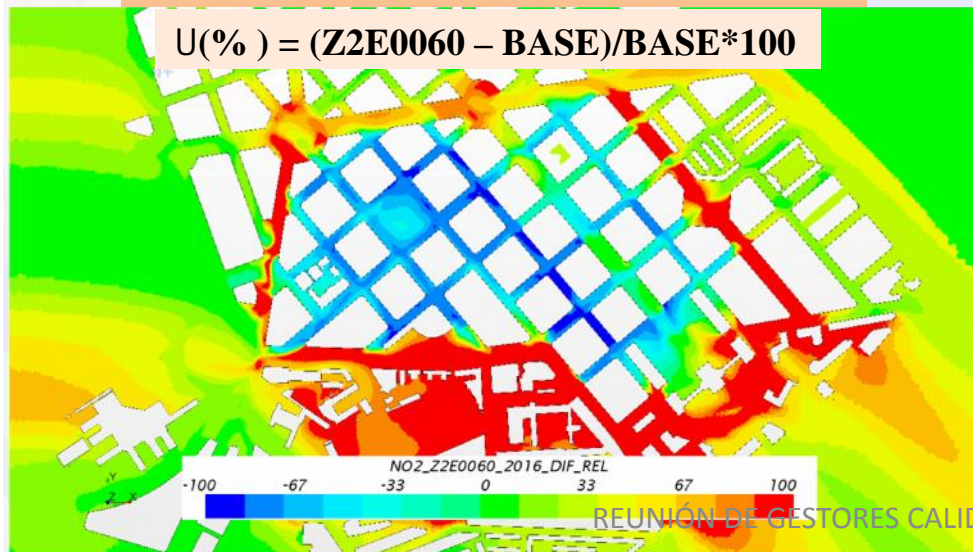 U(% ) = (Z2E0060 – BASE)/BASE*100
NO2_Z2E0060_2016_DIF_REL
-100 -67 -33 0 33 67 100
Y
Z X
REUNIÓN DE GESTORES CALID